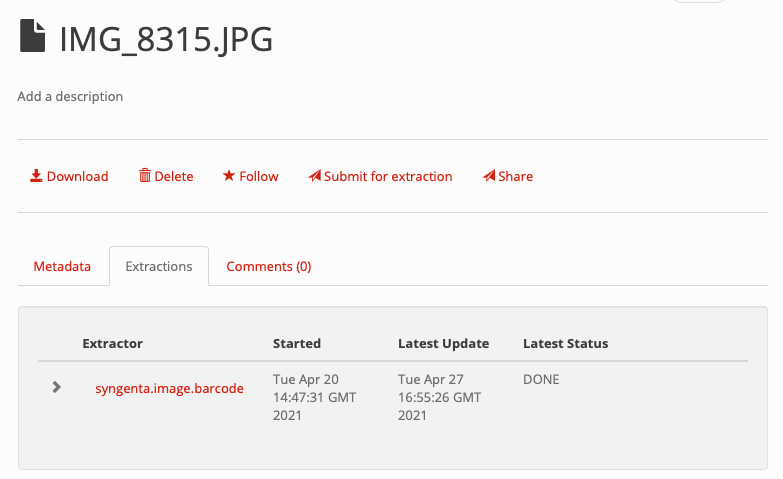 IMG_8315.JPG
Add a description
Download Delete Follow Submit for extraction Share
Metadata Extractions Comments (0)
Extractor Started Latest Update Latest Status
syngenta.image.barcode Tue Apr 20 14:47:31 GMT 2021 Tue Apr 27 16:55:26 GMT 2021 DONE